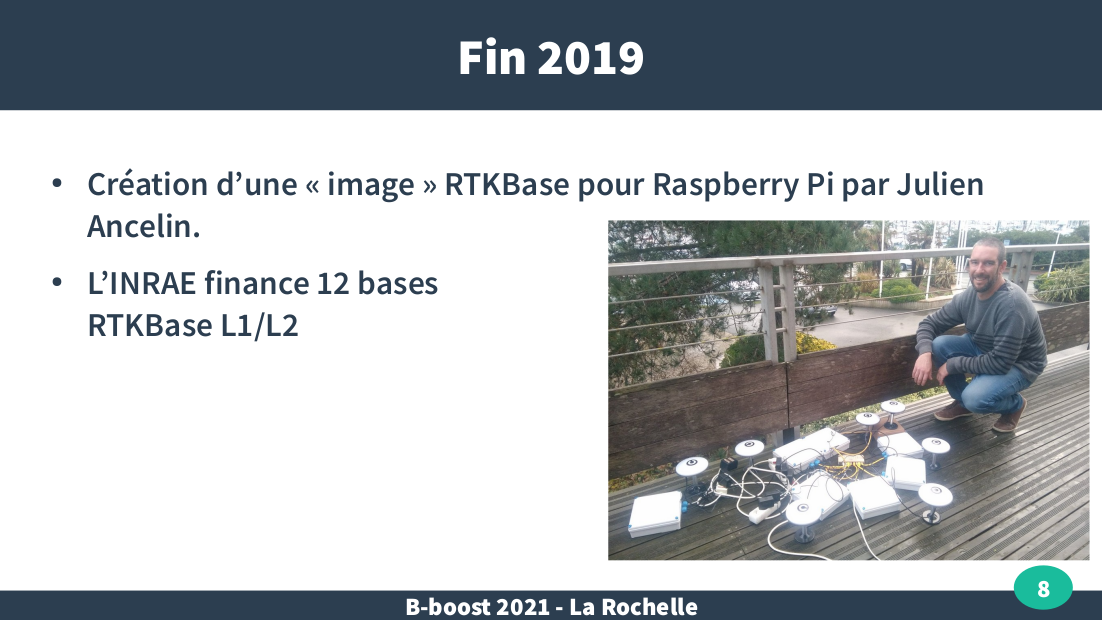 Fin 2019
• Création d’une « image » RTKBase pour Raspberry Pi par Julien
Ancelin.
• L’INRAE finance 12 bases
RTKBase L1/L2
8
B-boost 2021 - La Rochelle